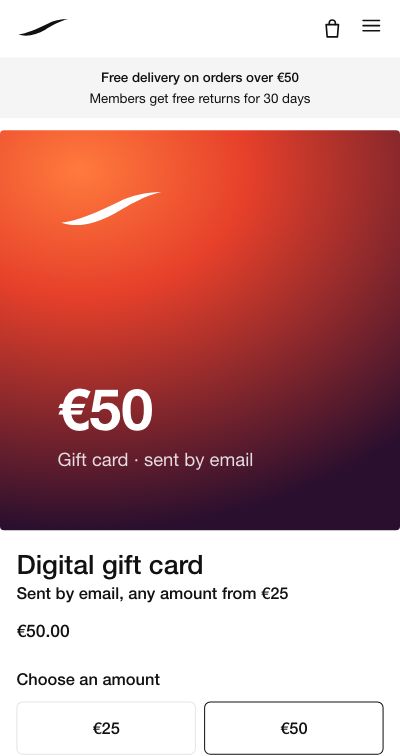 Free delivery on orders over €50
Members get free returns for 30 days
€50
Gift card · sent by email
Digital gift card
Sent by email, any amount from €25
€50.00
Choose an amount
€25
€50